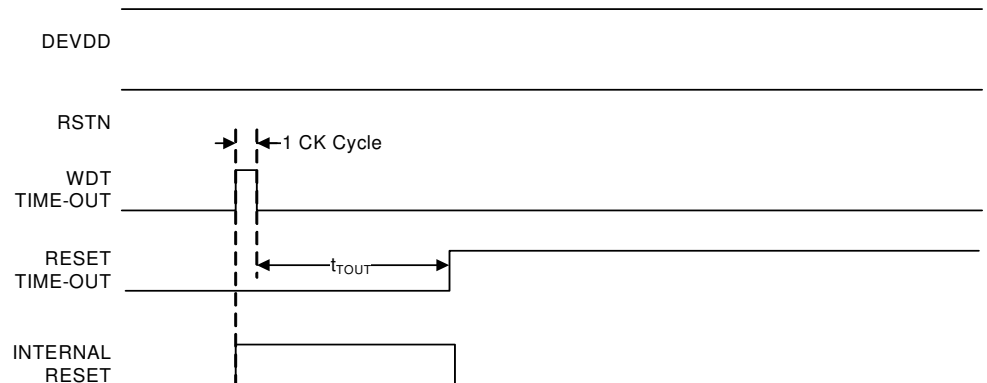 DEVDD
RSTN
1 CK Cycle
WDT
TIME-OUT
RESET
TIME-OUT
tTOUT
INTERNAL
RESET